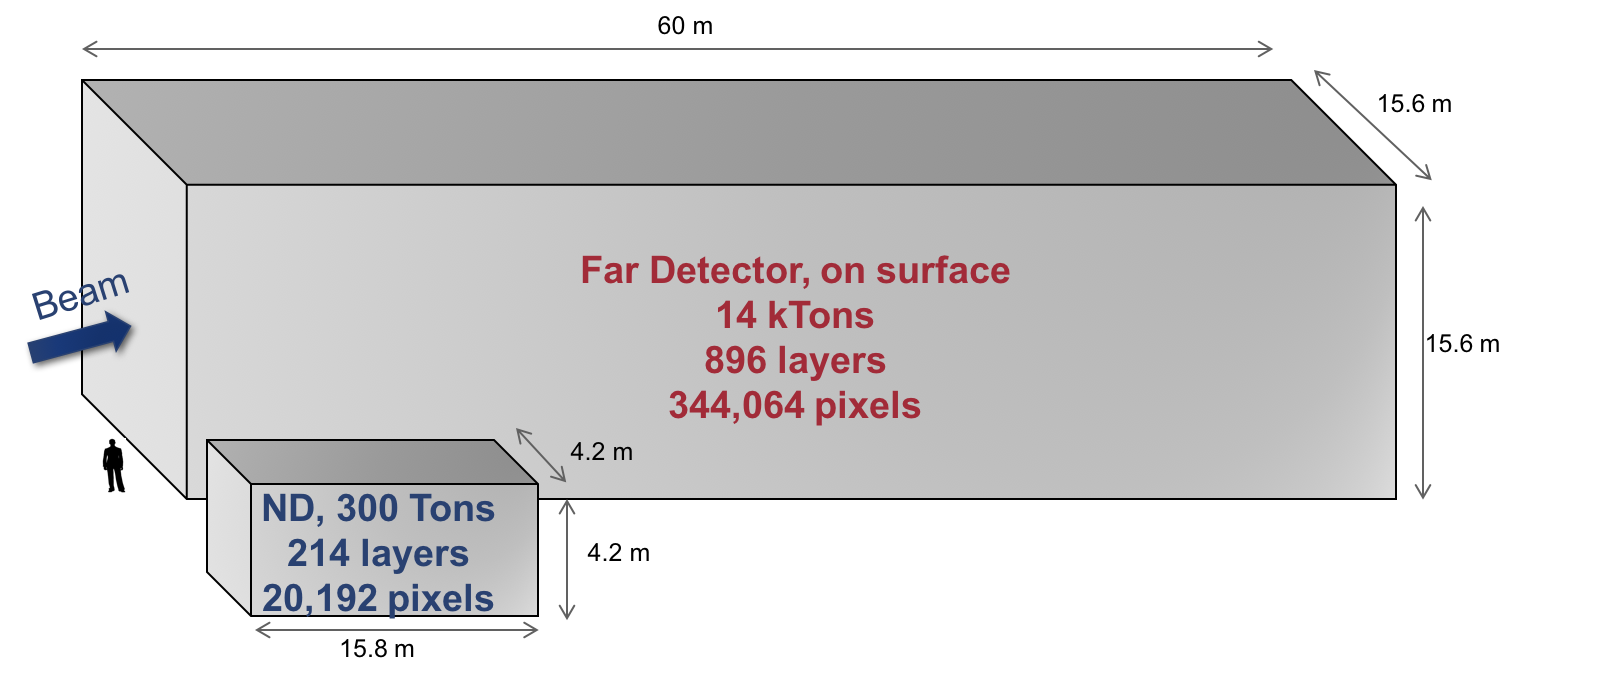 60 m
15.6 m
Beam
Far Detector, on surface
14 kTons
896 layers
344,064 pixels
15.6 m
4.2 m
ND, 300 Tons
214 layers
20,192 pixels
4.2 m
15.8 m